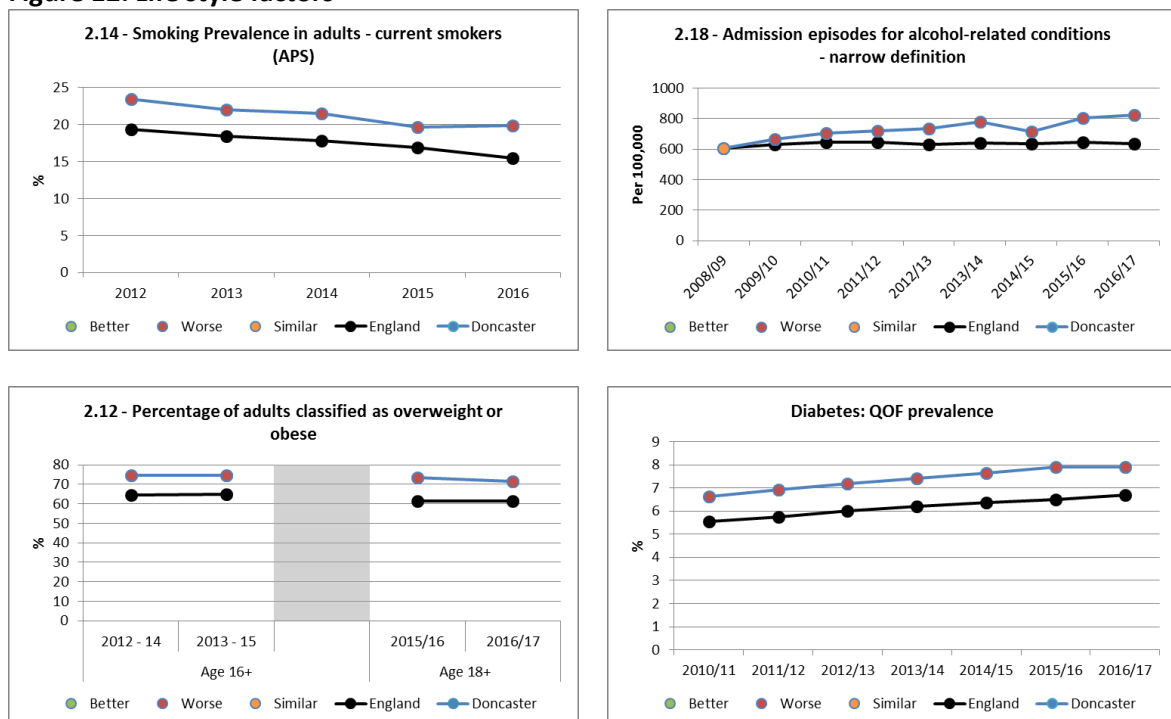 Figure Life style factors
2.14 - Smoking Prevalence in adults - current smokers
(APS)
25
20
15
10
5
0
%
2012 2013 2014 2015 2016
Better Worse Similar England Doncaster
2.18 - Admission episodes for alcohol-related conditions
- narrow definition
1000
800
600
400
200
0
Per 100,000
2008/09 2009/10 2010/11 2011/12 2012/13 2013/14 2014/15 2015/16 2016/17
Better Worse Similar England Doncaster
2.12 - Percentage of adults classified as overweight or
obese
80
70
60
50
40
30
20
10
0
%
2012 - 14 2013 - 15 2015/16 2016/17
Age 16+ Age 18+
Better Worse Similar England Doncaster
Diabetes: QOF prevalence
9
8
7
6
5
4
3
2
1
0
%
2010/11 2011/12 2012/13 2013/14 2014/15 2015/16 2016/17
Better Worse Similar England Doncaster